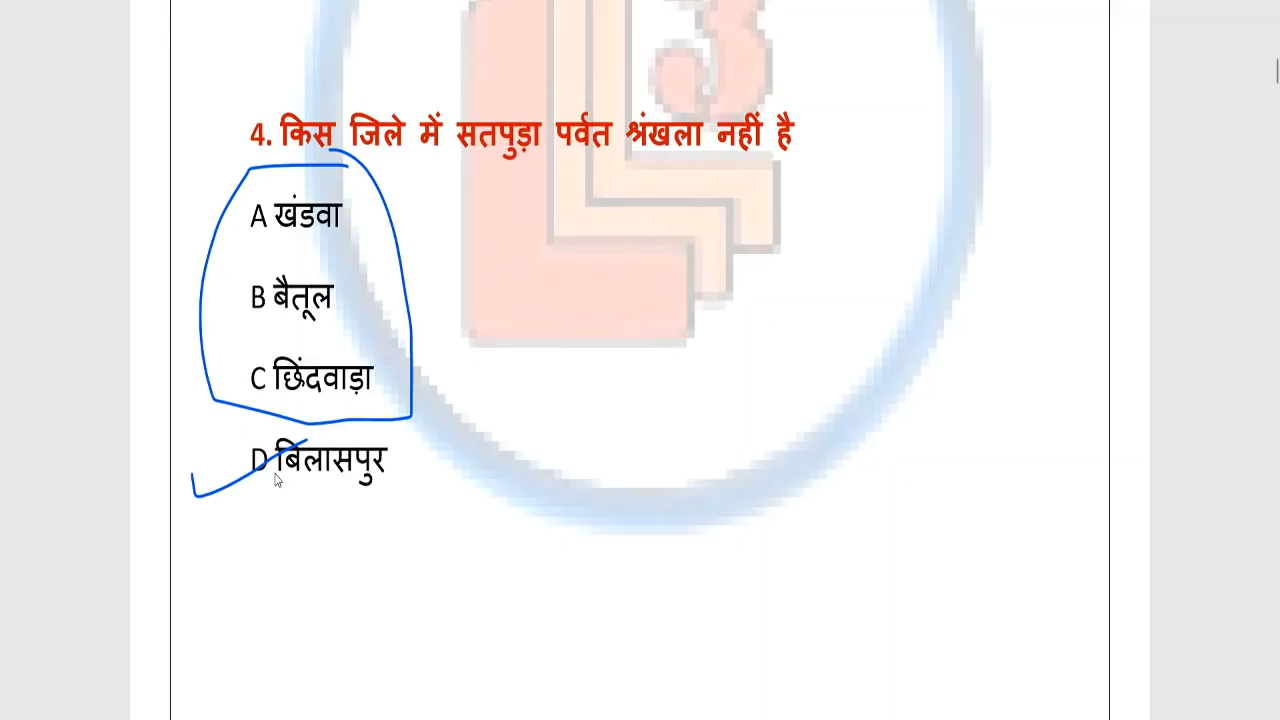 4. किस जिले में सतपुड़ा पर्वत श्रंखला नहीं है
A खंडवा
B बैतूल
C छिंदवाड़ा
D बिलासपुर